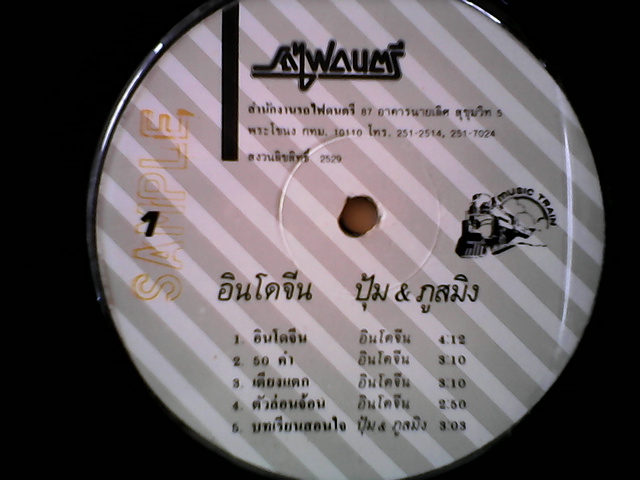 รถไฟดนตรี
สำนักงานรถไฟดนตรี 87 อาคารนายเลิศ สุขุมวิท 5
พระโขนง กทม. 10110 โทร. 251-2514, 251-7024
สงวนลิขสิทธิ์ 2529
SAMPLE
1
MUSIC TRAIN
อินโดจีน ปุ้ม & ภูสมิง
1. อินโดจีน อินโดจีน 4:12
2. 50 คำ อินโดจีน 3:10
3. เตียงแตก อินโดจีน 3:10
4. ตัวล่อนจ้อน อินโดจีน 2:50
5. บทเรียนสอนใจ ปุ้ม & ภูสมิง 3:03